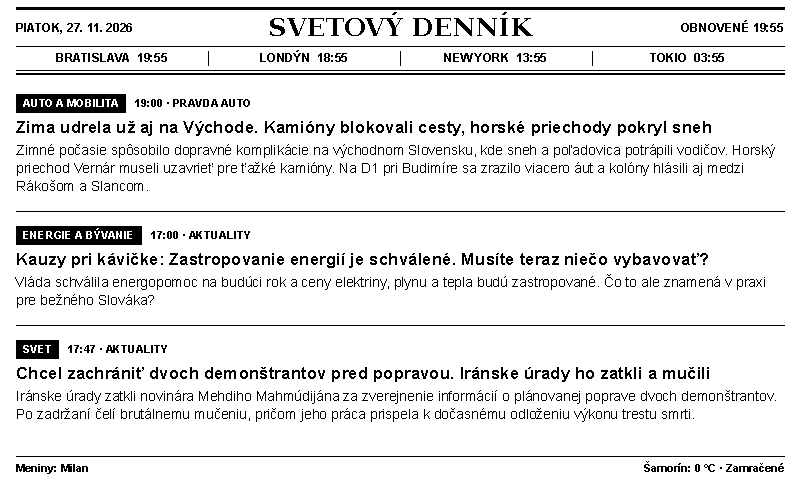 PIATOK, 27. 11. 2026
SVETOVÝ DENNÍK
OBNOVENÉ 19:55
BRATISLAVA 19:55
LONDÝN 18:55
NEW YORK 13:55
TOKIO 03:55
AUTO A MOBILITA 19:00 · PRAVDA AUTO
Zima udrela už aj na Východe. Kamióny blokovali cesty, horské priechody pokryl sneh
Zimné počasie spôsobilo dopravné komplikácie na východnom Slovensku, kde sneh a poľadovica potrápili vodičov. Horský
priechod Vernár museli uzavrieť pre ťažké kamióny. Na D1 pri Budimíre sa zrazilo viacero áut a kolóny hlásili aj medzi
Rákošom a Slancom.
ENERGIE A BÝVANIE 17:00 · AKTUALITY
Kauzy pri kávičke: Zastropovanie energií je schválené. Musíte teraz niečo vybavovať?
Vláda schválila energopomoc na budúci rok a ceny elektriny, plynu a tepla budú zastropované. Čo to ale znamená v praxi
pre bežného Slováka?
SVET 17:47 · AKTUALITY
Chcel zachrániť dvoch demonštrantov pred popravou. Iránske úrady ho zatkli a mučili
Iránske úrady zatkli novinára Mehdiho Mahmúdijána za zverejnenie informácií o plánovanej poprave dvoch demonštrantov.
Po zadržaní čelí brutálnemu mučeniu, pričom jeho práca prispela k dočasnému odloženiu výkonu trestu smrti.
Meniny: Milan
Šamorín: 0 °C · Zamračené